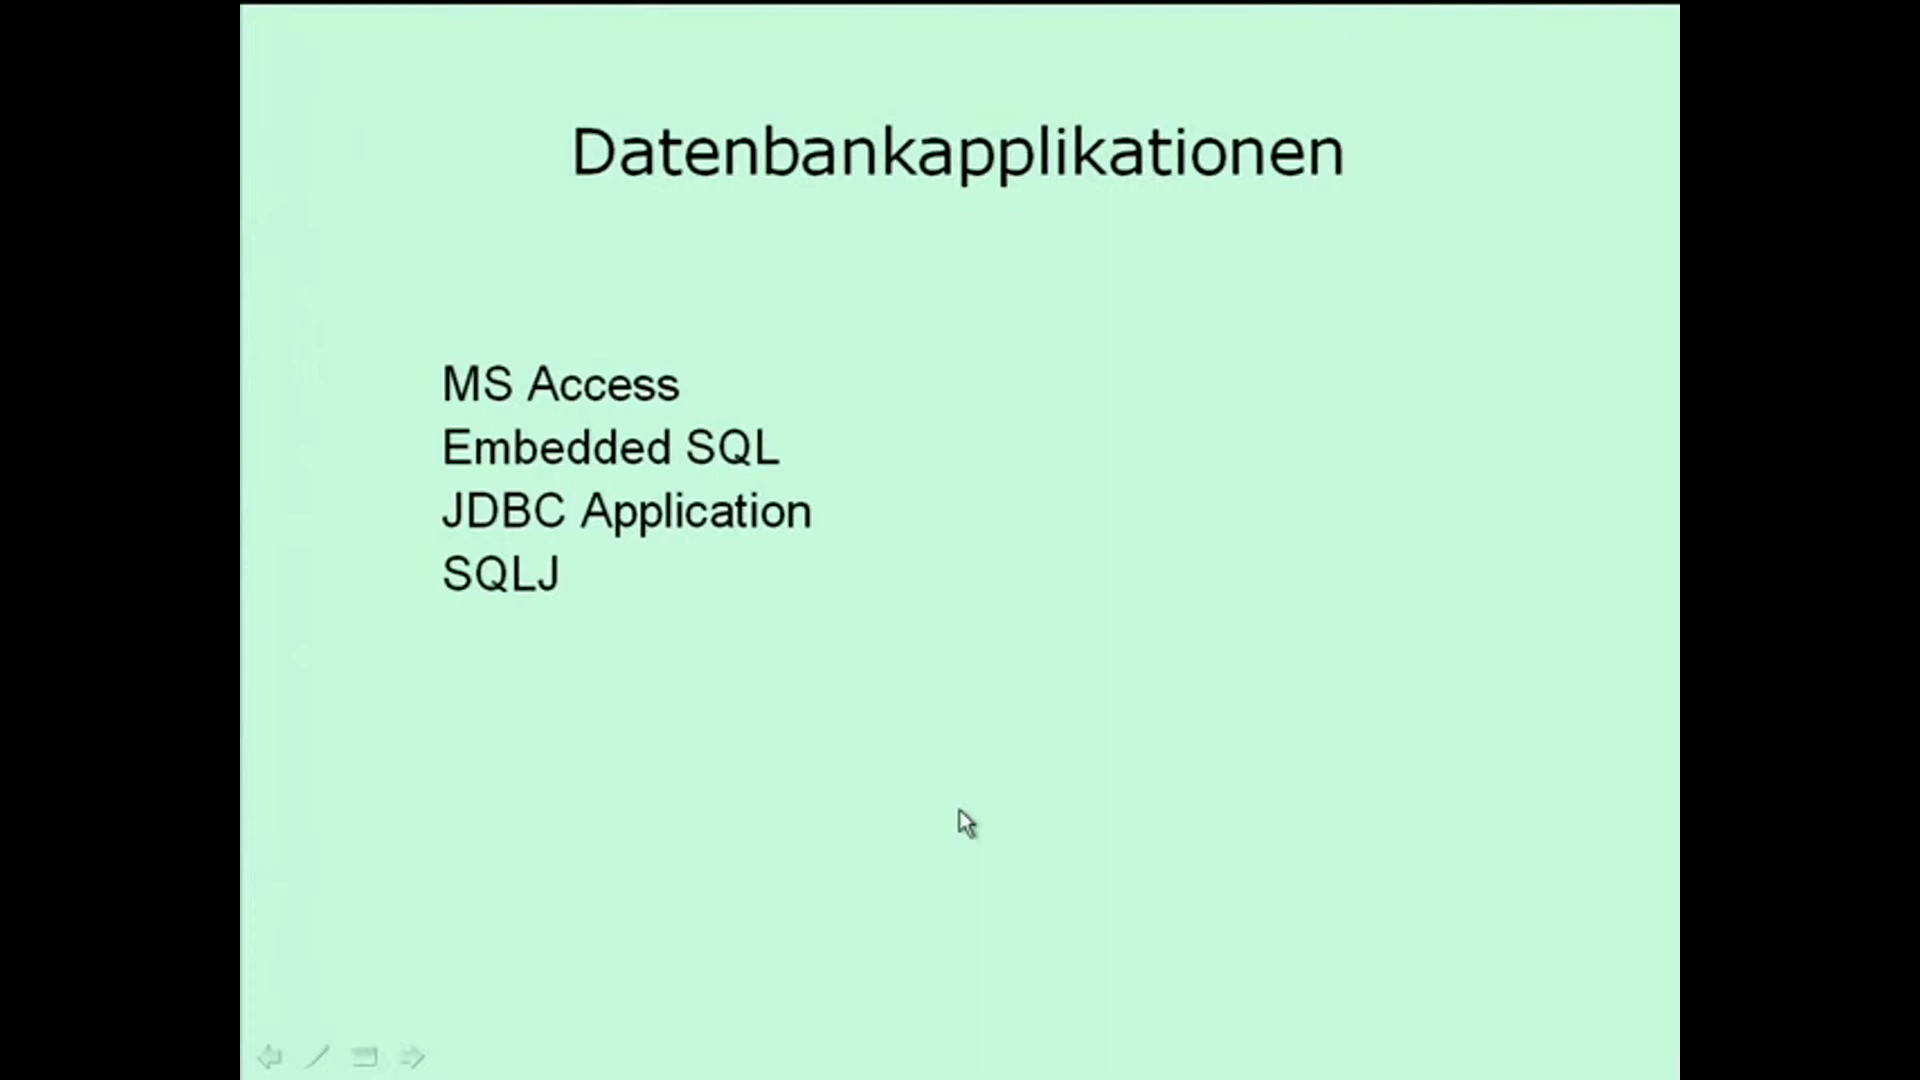 Datenbankapplikationen
MS Access
Embedded SQL
JDBC Application
SQLJ